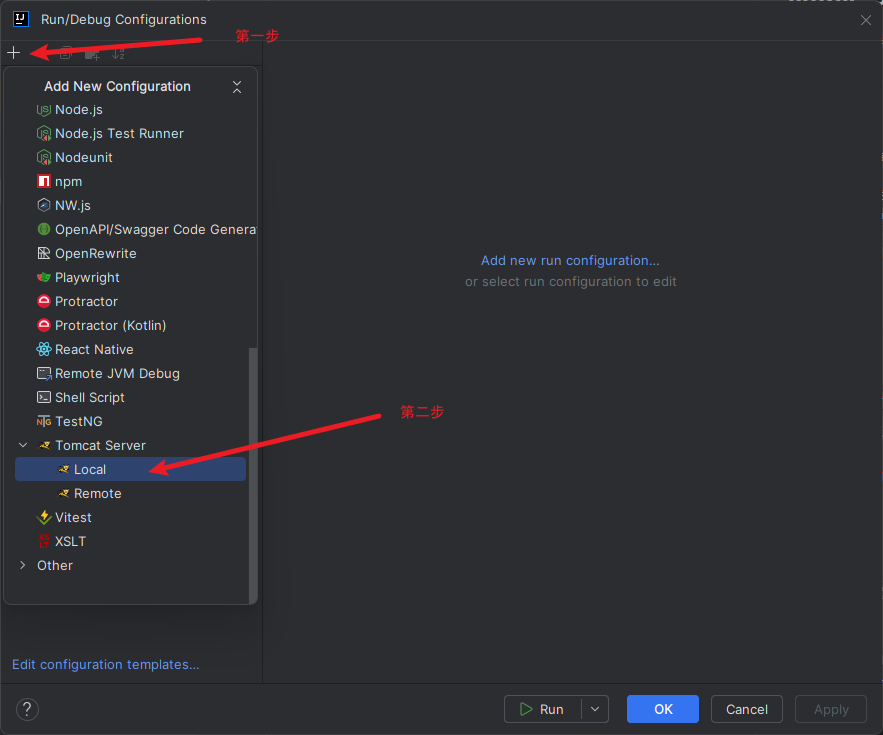 Run/Debug Configurations
第一步
Add New Configuration
Node.js
Node.js Test Runner
Nodeunit
npm
NW.js
OpenAPI/Swagger Code Genera
OpenRewrite
Playwright
Protractor
Protractor (Kotlin)
React Native
Remote JVM Debug
Shell Script
TestNG
Tomcat Server
Local
Remote
Vitest
XSLT
Other
Add new run configuration...
or select run configuration to edit
第二步
Edit configuration templates...
? Run OK Cancel Apply